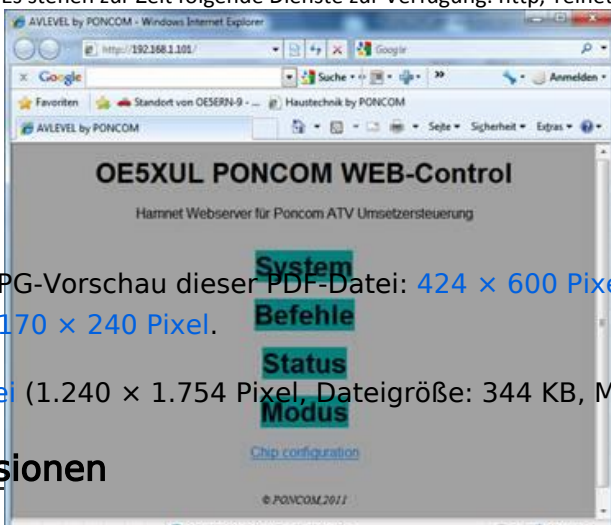 Es stehen zur Zeit folgende Dienste zur Verfügung: http, Telnet
AVLEVEL by PONCOM - Windows Internet Explorer
http://192.168.1.101/
Google
Google
Suche
Anmelden
Favoriten
Standort von OE5ERN-9 - ...
Haustechnik by PONCOM
AVLEVEL by PONCOM
Seite
Sicherheit
Extras
OE5XUL PONCOM WEB-Control
Hamnet Webserver für Poncom ATV Umsetzersteuerung
System
PG-Vorschau dieser PDF-Datei: 424 × 600 Pixe
Befehle
170 × 240 Pixel.
Status
ei (1.240 × 1.754 Pixel, Dateigröße: 344 KB, M
Modus
Chip configuration
sionen
© PONCOM,2011